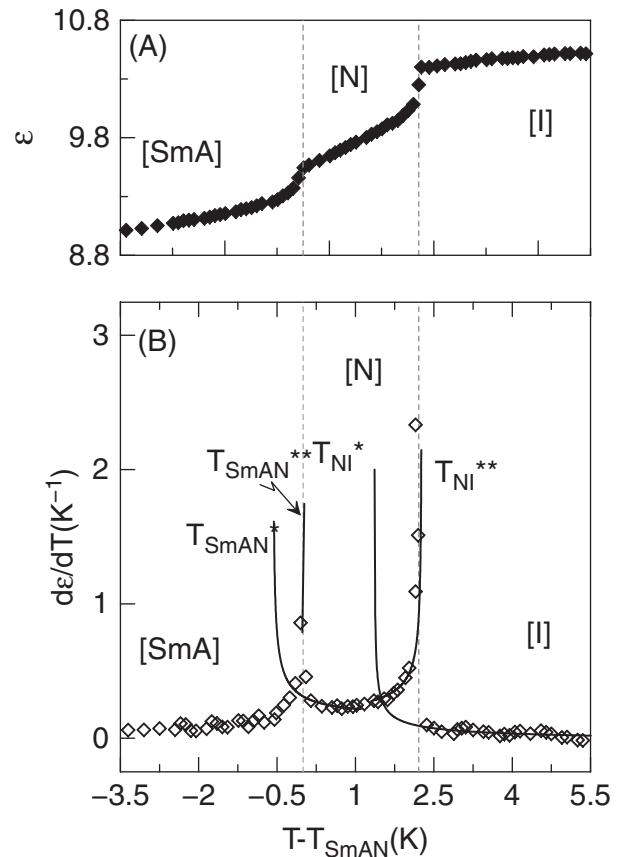 10.8
(A)
[N]
ε
9.8
[SmA]
[I]
8.8
(B)
3
[N]
dε/dT(K⁻¹)
2
T_SmAN** T_NI*
T_NI**
T_SmAN*
1
[SmA]
[I]
0
−3.5 −2 −0.5 1 2.5 4 5.5
T-T_SmAN(K)